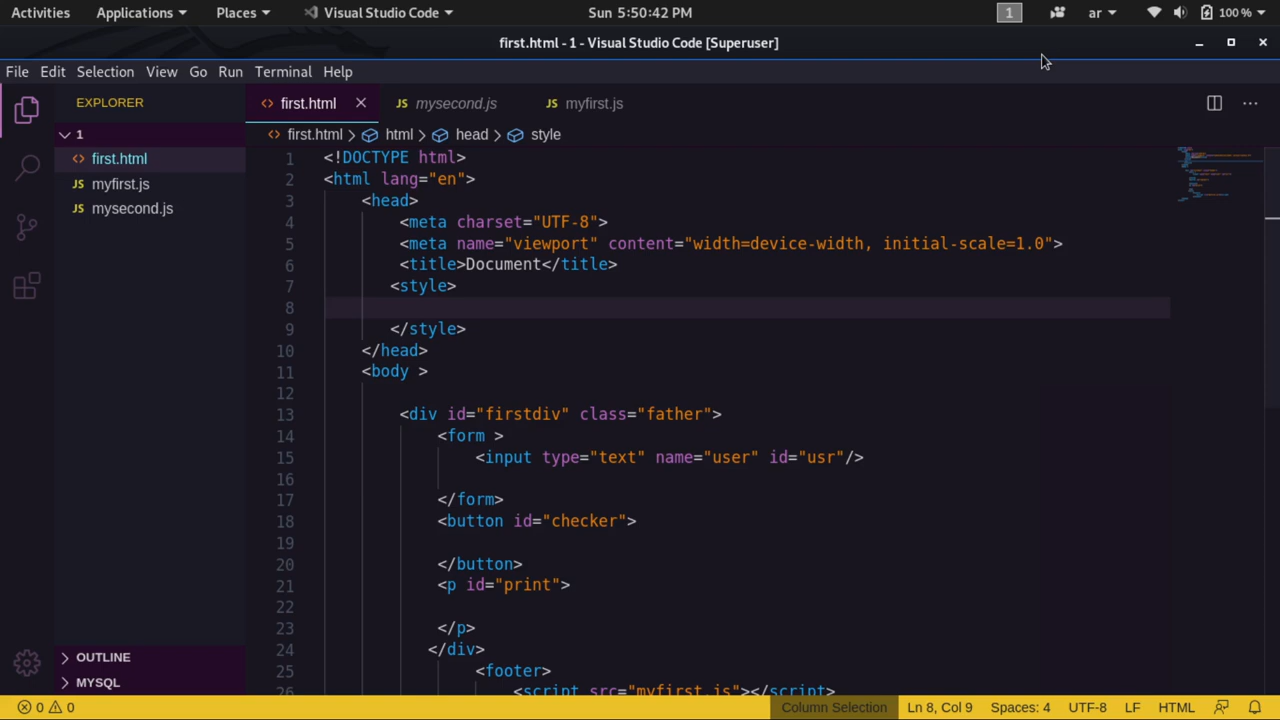 Activities Applications Places Visual Studio Code Sun 5:50:42 PM 1 ar 100 %
first.html - 1 - Visual Studio Code [Superuser]
File Edit Selection View Go Run Terminal Help
EXPLORER
1
first.html
myfirst.js
mysecond.js
OUTLINE
MYSQL
first.html mysecond.js myfirst.js
first.html > html > head > style
1 <!DOCTYPE html>
2 <html lang="en">
3 <head>
4 <meta charset="UTF-8">
5 <meta name="viewport" content="width=device-width, initial-scale=1.0">
6 <title>Document</title>
7 <style>
8
9 </style>
10 </head>
11 <body >
12
13 <div id="firstdiv" class="father">
14 <form >
15 <input type="text" name="user" id="usr"/>
16
17 </form>
18 <button id="checker">
19
20 </button>
21 <p id="print">
22
23 </p>
24 </div>
25 <footer>
26 <script src="myfirst.js"></script>
0 0 Column Selection Ln 8, Col 9 Spaces: 4 UTF-8 LF HTML